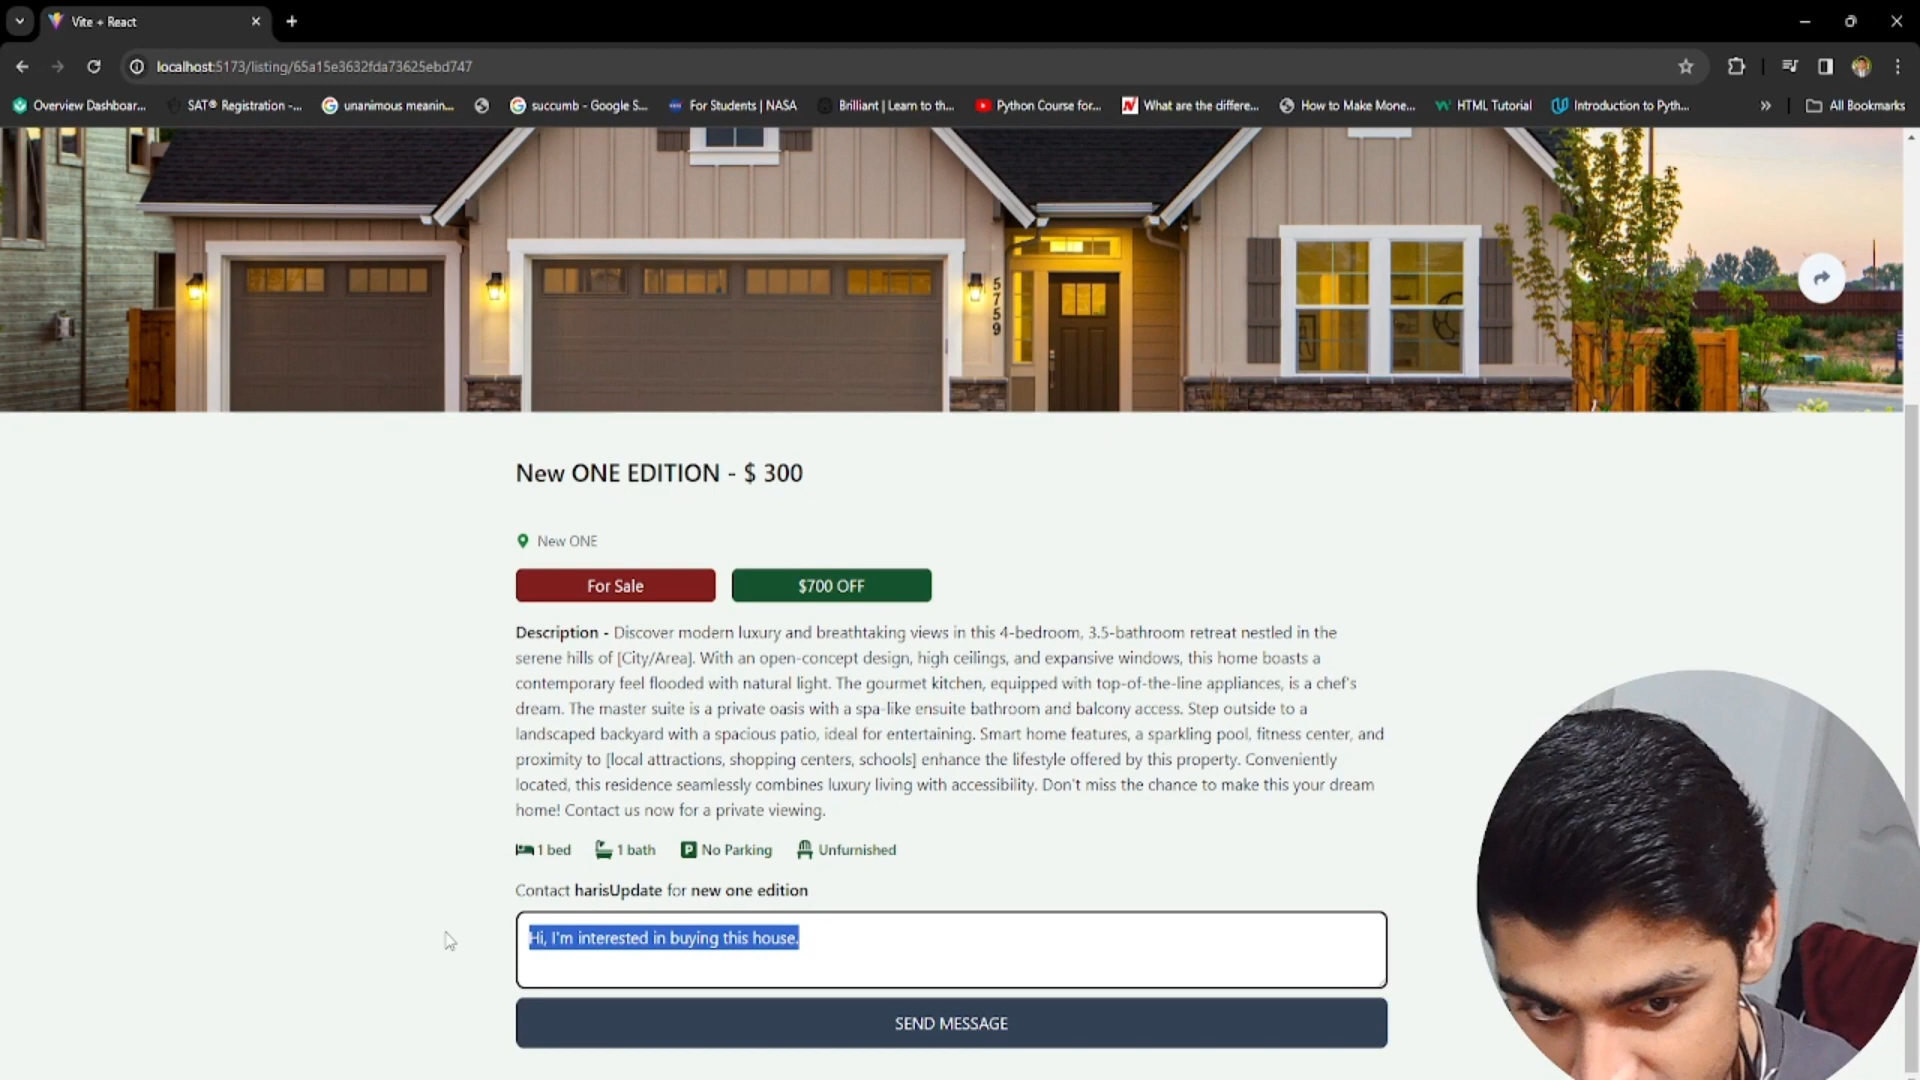 Vite + React
localhost:5173/listing/65a15e3632fda73625ebd747
Overview Dashboar... SAT® Registration -... unanimous meanin... succumb - Google S... For Students | NASA Brilliant | Learn to th... Python Course for... What are the differe... How to Make Mone... HTML Tutorial Introduction to Pyth... » All Bookmarks
5759
New ONE EDITION - $ 300
New ONE
For Sale $700 OFF
Description - Discover modern luxury and breathtaking views in this 4-bedroom, 3.5-bathroom retreat nestled in the
serene hills of [City/Area]. With an open-concept design, high ceilings, and expansive windows, this home boasts a
contemporary feel flooded with natural light. The gourmet kitchen, equipped with top-of-the-line appliances, is a chef's
dream. The master suite is a private oasis with a spa-like ensuite bathroom and balcony access. Step outside to a
landscaped backyard with a spacious patio, ideal for entertaining. Smart home features, a sparkling pool, fitness center, and
proximity to [local attractions, shopping centers, schools] enhance the lifestyle offered by this property. Conveniently
located, this residence seamlessly combines luxury living with accessibility. Don't miss the chance to make this your dream
home! Contact us now for a private viewing.
1 bed 1 bath P No Parking Unfurnished
Contact harisUpdate for new one edition
Hi, I'm interested in buying this house.
SEND MESSAGE